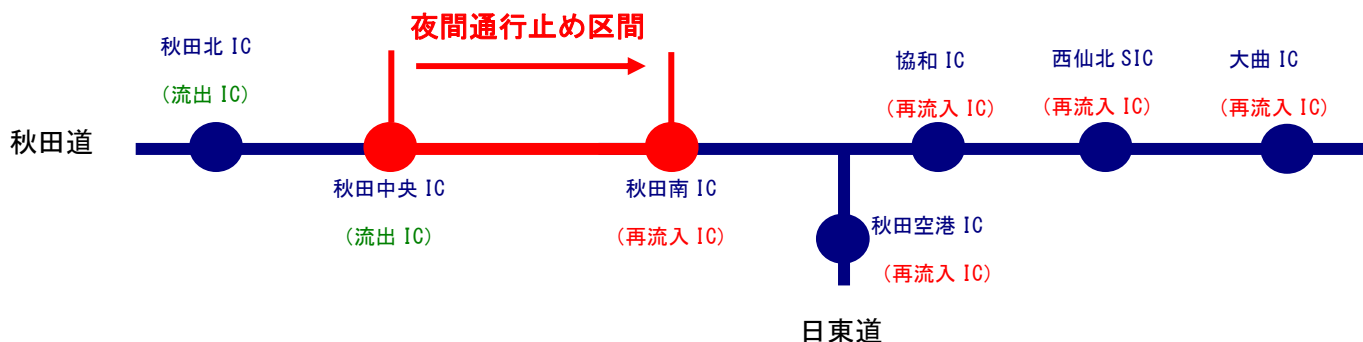 夜間通行止め区間
秋田北 IC
(流出 IC)
協和 IC
(再流入 IC)
西仙北 SIC
(再流入 IC)
大曲 IC
(再流入 IC)
秋田道
秋田中央 IC
(流出 IC)
秋田南 IC
(再流入 IC)
秋田空港 IC
(再流入 IC)
日東道